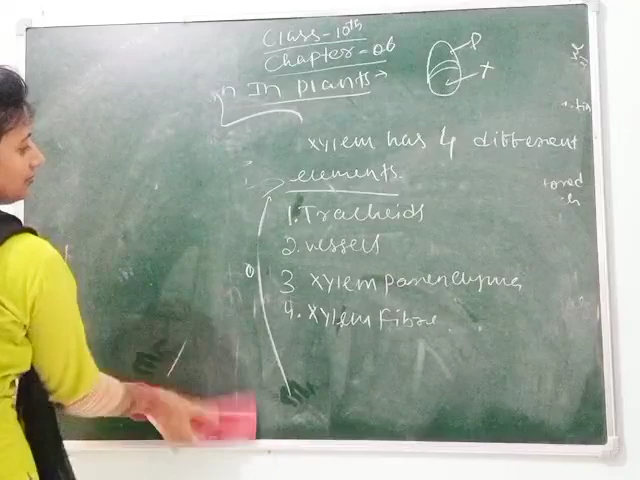 Class-10th
Chapter-06
In plants
P
x
xylem has 4 different
elements.
1. Tracheids
2. vessels
3 xylem parenchyma
4. xylem fibre.